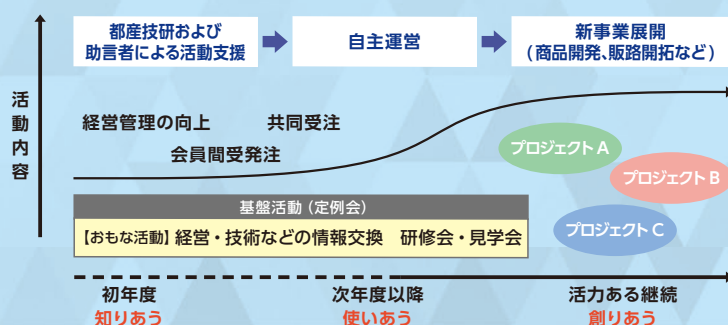 都産技研および
助言者による活動支援
自主運営
新事業展開
(商品開発、販路開拓など)
活動内容
経営管理の向上
共同受注
会員間受発注
プロジェクトA
プロジェクトB
プロジェクトC
基盤活動(定例会)
【おもな活動】経営・技術などの情報交換 研修会・見学会
初年度
知りあう
次年度以降
使いあう
活力ある継続
創りあう